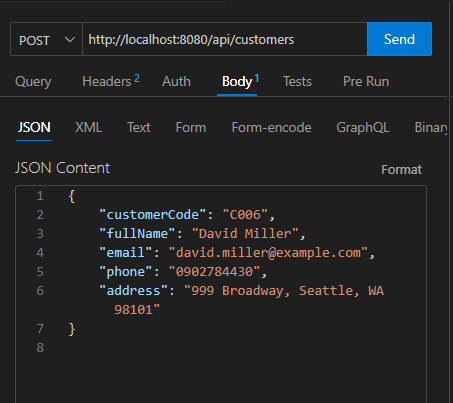 POST http://localhost:8080/api/customers Send
Query Headers 2 Auth Body 1 Tests Pre Run
JSON XML Text Form Form-encode GraphQL Binary
JSON Content Format
1 {
2 "customerCode": "C006",
3 "fullName": "David Miller",
4 "email": "david.miller@example.com",
5 "phone": "0902784430",
6 "address": "999 Broadway, Seattle, WA
98101"
7 }
8